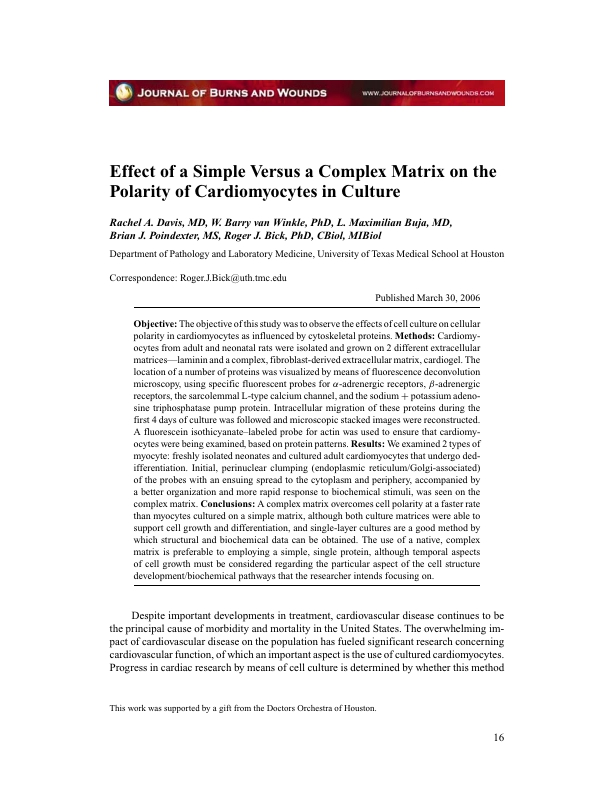 JOURNAL OF BURNS AND WOUNDS
WWW.JOURNALOFBURNSANDWOUNDS.COM
Effect of a Simple Versus a Complex Matrix on the
Polarity of Cardiomyocytes in Culture
Rachel A. Davis, MD, W. Barry van Winkle, PhD, L. Maximilian Buja, MD,
Brian J. Poindexter, MS, Roger J. Bick, PhD, CBiol, MIBiol
Department of Pathology and Laboratory Medicine, University of Texas Medical School at Houston
Correspondence: Roger.J.Bick@uth.tmc.edu
Published March 30, 2006
Objective: The objective of this study was to observe the effects of cell culture on cellular
polarity in cardiomyocytes as influenced by cytoskeletal proteins. Methods: Cardiomy-
ocytes from adult and neonatal rats were isolated and grown on 2 different extracellular
matrices—laminin and a complex, fibroblast-derived extracellular matrix, cardiogel. The
location of a number of proteins was visualized by means of fluorescence deconvolution
microscopy, using specific fluorescent probes for α-adrenergic receptors, β-adrenergic
receptors, the sarcolemmal L-type calcium channel, and the sodium + potassium adeno-
sine triphosphatase pump protein. Intracellular migration of these proteins during the
first 4 days of culture was followed and microscopic stacked images were reconstructed.
A fluorescein isothicyanate–labeled probe for actin was used to ensure that cardiomy-
ocytes were being examined, based on protein patterns. Results: We examined 2 types of
myocyte: freshly isolated neonates and cultured adult cardiomyocytes that undergo ded-
ifferentiation. Initial, perinuclear clumping (endoplasmic reticulum/Golgi-associated)
of the probes with an ensuing spread to the cytoplasm and periphery, accompanied by
a better organization and more rapid response to biochemical stimuli, was seen on the
complex matrix. Conclusions: A complex matrix overcomes cell polarity at a faster rate
than myocytes cultured on a simple matrix, although both culture matrices were able to
support cell growth and differentiation, and single-layer cultures are a good method by
which structural and biochemical data can be obtained. The use of a native, complex
matrix is preferable to employing a simple, single protein, although temporal aspects
of cell growth must be considered regarding the particular aspect of the cell structure
development/biochemical pathways that the researcher intends focusing on.
Despite important developments in treatment, cardiovascular disease continues to be
the principal cause of morbidity and mortality in the United States. The overwhelming im-
pact of cardiovascular disease on the population has fueled significant research concerning
cardiovascular function, of which an important aspect is the use of cultured cardiomyocytes.
Progress in cardiac research by means of cell culture is determined by whether this method
This work was supported by a gift from the Doctors Orchestra of Houston.
16